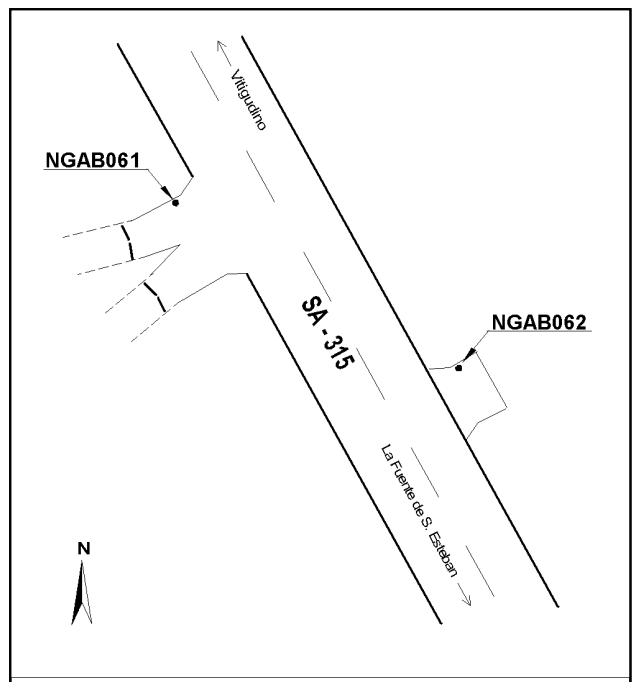 Vitigudino
NGAB061
SA - 315
NGAB062
La Fuente de S. Esteban
N